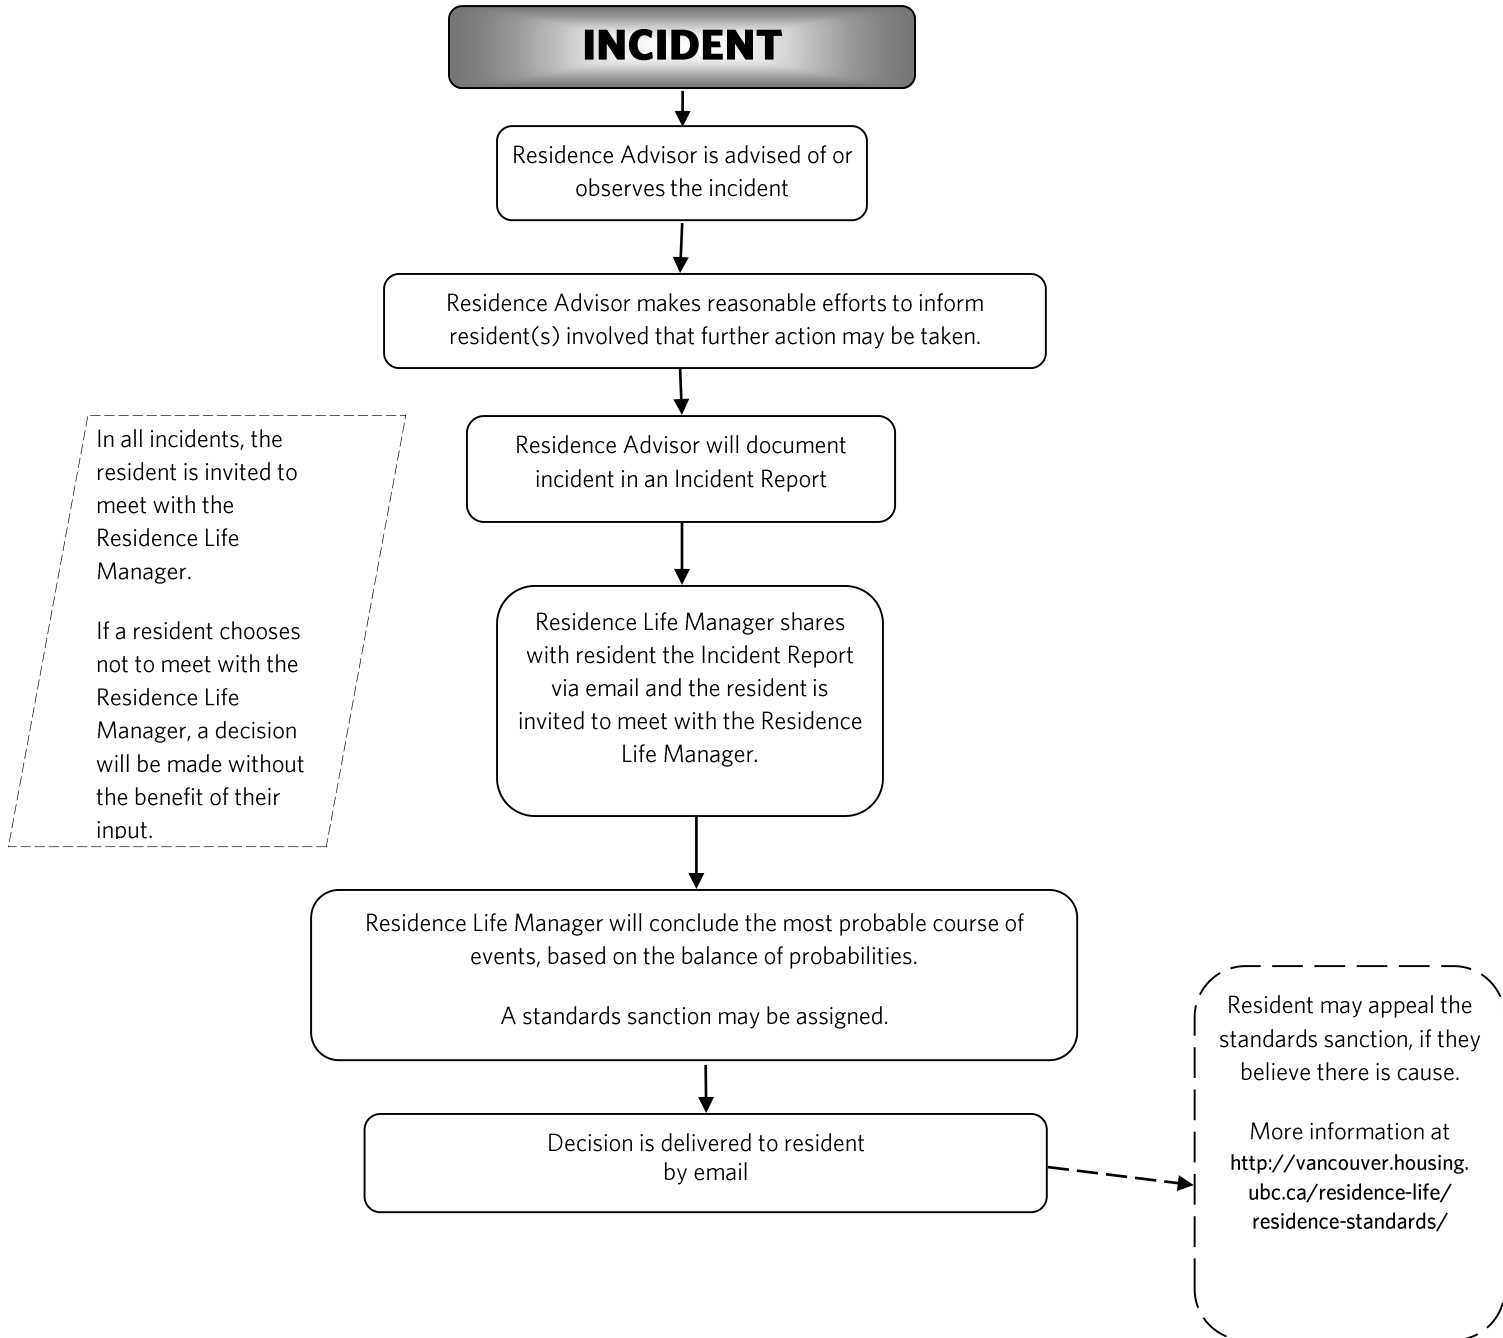 INCIDENT
Residence Advisor is advised of or
observes the incident
Residence Advisor makes reasonable efforts to inform
resident(s) involved that further action may be taken.
Residence Advisor will document
incident in an Incident Report
In all incidents, the
resident is invited to
meet with the
Residence Life
Manager.
If a resident chooses
not to meet with the
Residence Life
Manager, a decision
will be made without
the benefit of their
input.
Residence Life Manager shares
with resident the Incident Report
via email and the resident is
invited to meet with the Residence
Life Manager.
Residence Life Manager will conclude the most probable course of
events, based on the balance of probabilities.
A standards sanction may be assigned.
Decision is delivered to resident
by email
Resident may appeal the
standards sanction, if they
believe there is cause.
More information at
http://vancouver.housing.
ubc.ca/residence-life/
residence-standards/